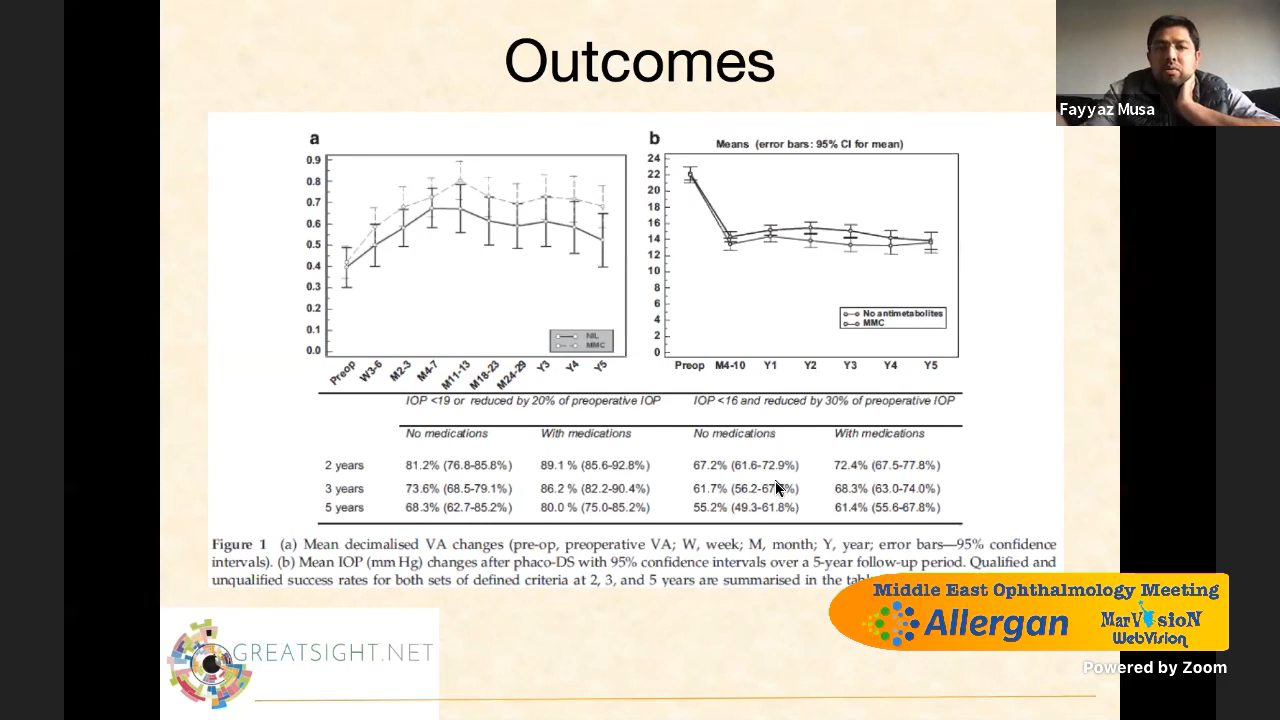 Outcomes
Fayyaz Musa
a
0.9
0.8
0.7
0.6
0.5
0.4
0.3
0.2
0.1
0.0
NIL
MMC
Preop
W3-6
M2-3
M4-7
M11-13
M18-23
M24-29
Y3
Y4
Y5
b
Means (error bars: 95% CI for mean)
24
22
20
18
16
14
12
10
8
6
4
2
0
No antimetabolites
MMC
Preop M4-10 Y1 Y2 Y3 Y4 Y5
IOP <19 or reduced by 20% of preoperative IOP IOP <16 and reduced by 30% of preoperative IOP
No medications With medications No medications With medications
2 years 81.2% (76.8-85.8%) 89.1 % (85.6-92.8%) 67.2% (61.6-72.9%) 72.4% (67.5-77.8%)
3 years 73.6% (68.5-79.1%) 86.2 % (82.2-90.4%) 61.7% 68.3% (63.0-74.0%)
5 years 68.3% (62.7-85.2%) 80.0 % (75.0-85.2%) 55.2% (49.3-61.8%) 61.4% (55.6-67.8%)
Figure 1 (a) Mean decimalised VA changes (pre-op, preoperative VA; W, week; M, month; Y, year; error bars—95% confidence
intervals). (b) Mean IOP (mm Hg) changes after phaco-DS with 95% confidence intervals over a 5-year follow-up period. Qualified and
unqualified success rates for both sets of defined criteria at 2, 3, and 5 years are summarised in the
Middle East Ophthalmology Meeting
Allergan
MarVision
WebVision
Powered by Zoom
GREATSIGHT.NET